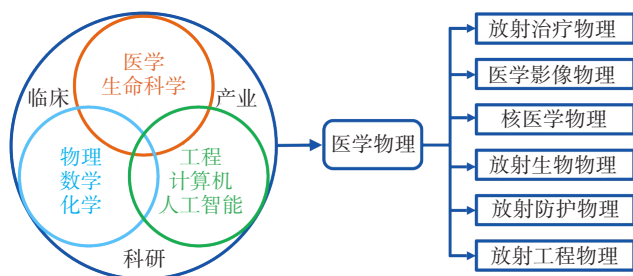 医学
生命科学
临床
产业
物理
数学
化学
工程
计算机
人工智能
科研
医学物理
放射治疗物理
医学影像物理
核医学物理
放射生物物理
放射防护物理
放射工程物理